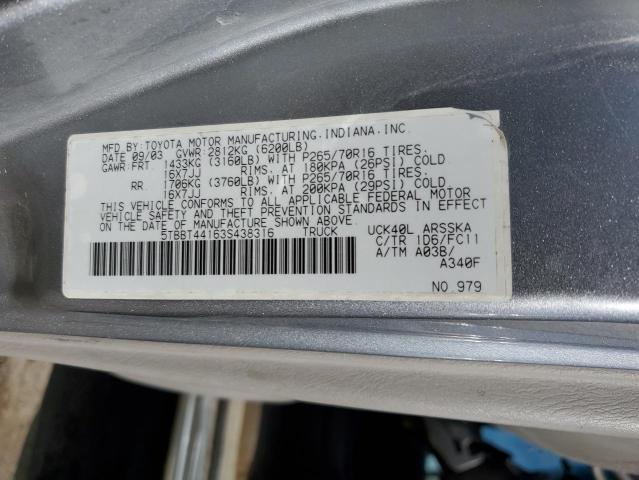 MFD. BY: TOYOTA MOTOR MANUFACTURING, INDIANA, INC.
DATE 09/03 GVWR: 2812KG (6200LB)
GAWR: FRT. 1433KG (3160LB) WITH P265/70R16 TIRES.
16X7JJ RIMS. AT 180KPA (26PSI) COLD
RR. 1706KG (3760LB) WITH P265/70R16 TIRES.
16X7JJ RIMS. AT 200KPA (29PSI) COLD
THIS VEHICLE CONFORMS TO ALL APPLICABLE FEDERAL MOTOR
VEHICLE SAFETY AND THEFT PREVENTION STANDARDS IN EFFECT
ON THE DATE OF MANUFACTURE SHOWN ABOVE.
5TBBT44163S438316 TRUCK UCK40L ARSSKA
C/TR 1D6/FC11
A/TM A03B/
A340F
NO. 979